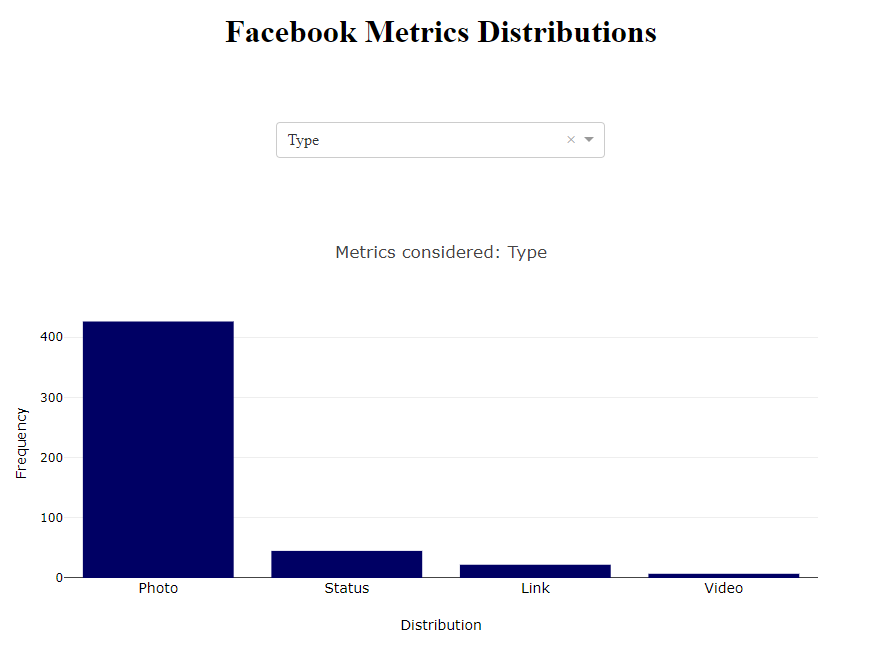 Facebook Metrics Distributions
Type × 
Metrics considered: Type
400
300
200
100
0
Frequency
Photo Status Link Video
Distribution